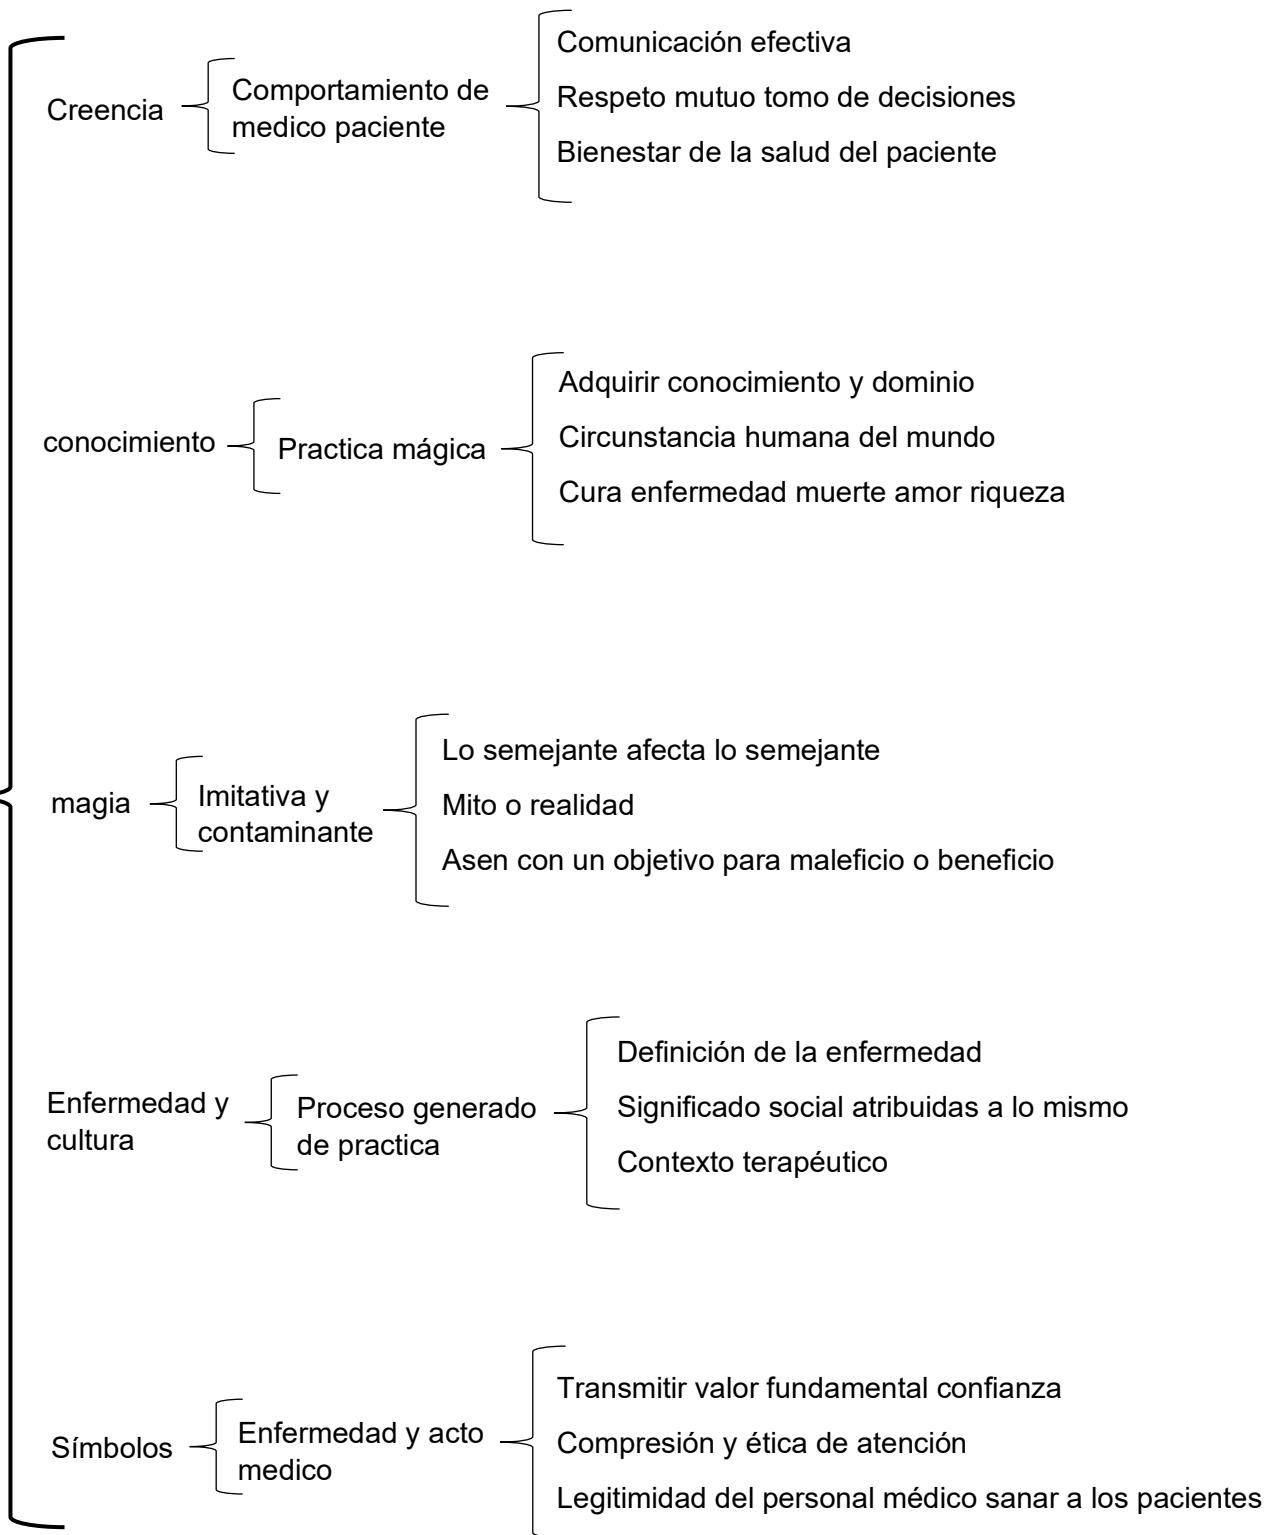 Creencia
Comportamiento de
medico paciente
Comunicación efectiva
Respeto mutuo tomo de decisiones
Bienestar de la salud del paciente
conocimiento
Practica mágica
Adquirir conocimiento y dominio
Circunstancia humana del mundo
Cura enfermedad muerte amor riqueza
magia
Imitativa y
contaminante
Lo semejante afecta lo semejante
Mito o realidad
Asen con un objetivo para maleficio o beneficio
Enfermedad y
cultura
Proceso generado
de practica
Definición de la enfermedad
Significado social atribuidas a lo mismo
Contexto terapéutico
Símbolos
Enfermedad y acto
medico
Transmitir valor fundamental confianza
Compresión y ética de atención
Legitimidad del personal médico sanar a los pacientes